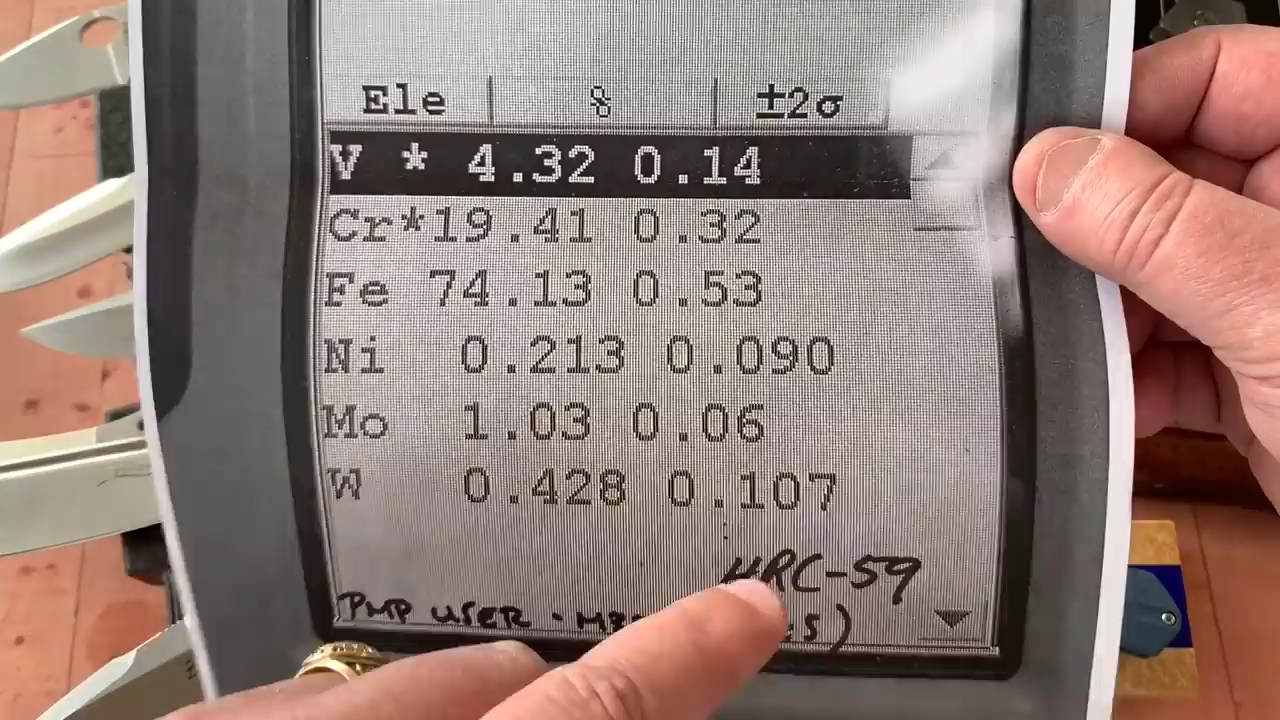 Ele % ±2σ
V * 4.32 0.14
Cr*19.41 0.32
Fe 74.13 0.53
Ni 0.213 0.090
Mo 1.03 0.06
W 0.428 0.107
HRC-59
PMP USER